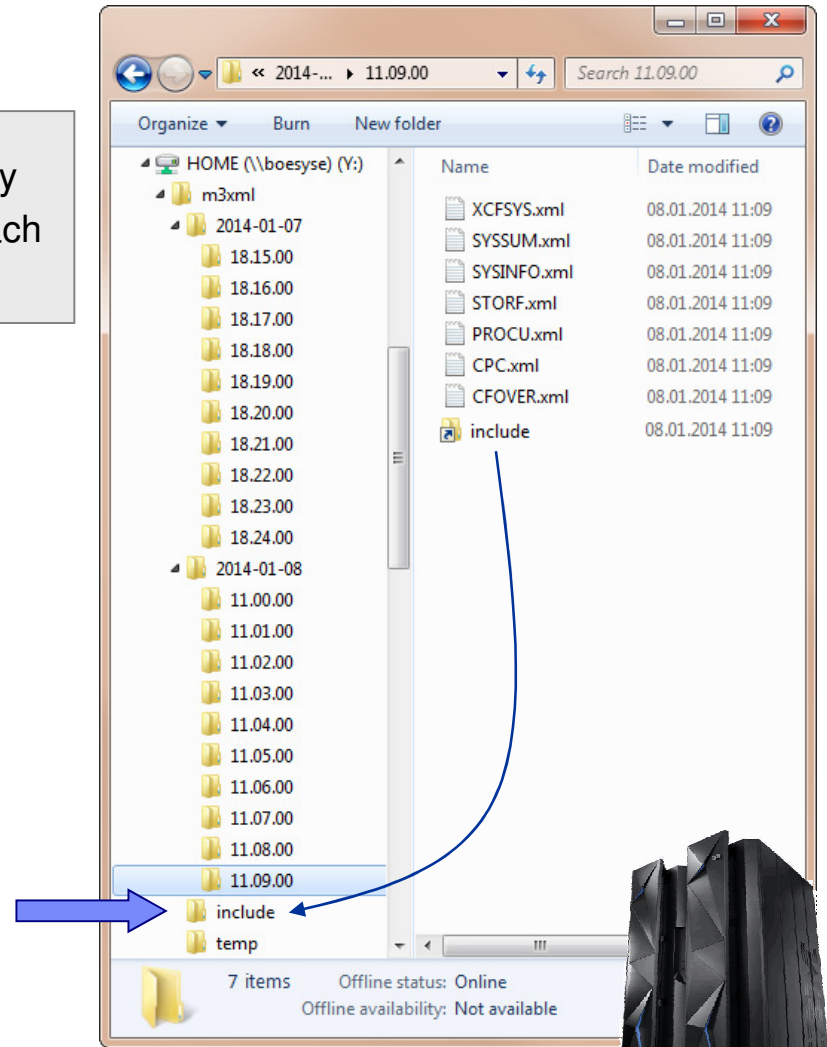 y
ach
« 2014-... ▸ 11.09.00
Search 11.09.00
Organize ▾ Burn New folder
HOME (\\boesyse) (Y:)
m3xml
2014-01-07
18.15.00
18.16.00
18.17.00
18.18.00
18.19.00
18.20.00
18.21.00
18.22.00
18.23.00
18.24.00
2014-01-08
11.00.00
11.01.00
11.02.00
11.03.00
11.04.00
11.05.00
11.06.00
11.07.00
11.08.00
11.09.00
include
temp
Name Date modified
XCFSYS.xml 08.01.2014 11:09
SYSSUM.xml 08.01.2014 11:09
SYSINFO.xml 08.01.2014 11:09
STORF.xml 08.01.2014 11:09
PROCU.xml 08.01.2014 11:09
CPC.xml 08.01.2014 11:09
CFOVER.xml 08.01.2014 11:09
include 08.01.2014 11:09
7 items Offline status: Online
Offline availability: Not available